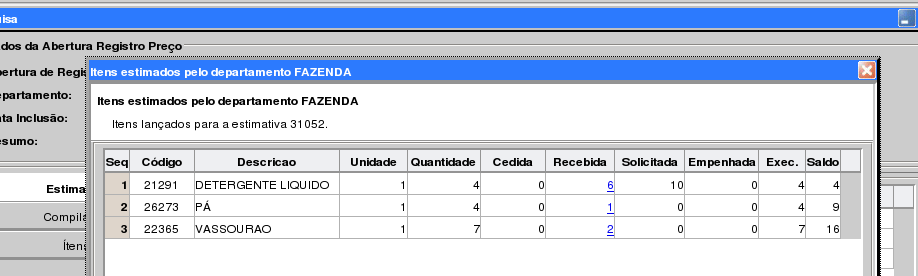 uisa
ados da Abertura Registro Preço
bertura de Regi
epartamento:
ata Inclusão:
esumo:
Estima
Compila
Ítens
Itens estimados pelo departamento FAZENDA
Itens estimados pelo departamento FAZENDA
Itens lançados para a estimativa 31052.
Seq Código Descricao Unidade Quantidade Cedida Recebida Solicitada Empenhada Exec. Saldo
1 21291 DETERGENTE LIQUIDO 1 4 0 6 10 0 4 4
2 26273 PÁ 1 4 0 1 0 0 4 9
3 22365 VASSOURAO 1 7 0 2 0 0 7 16